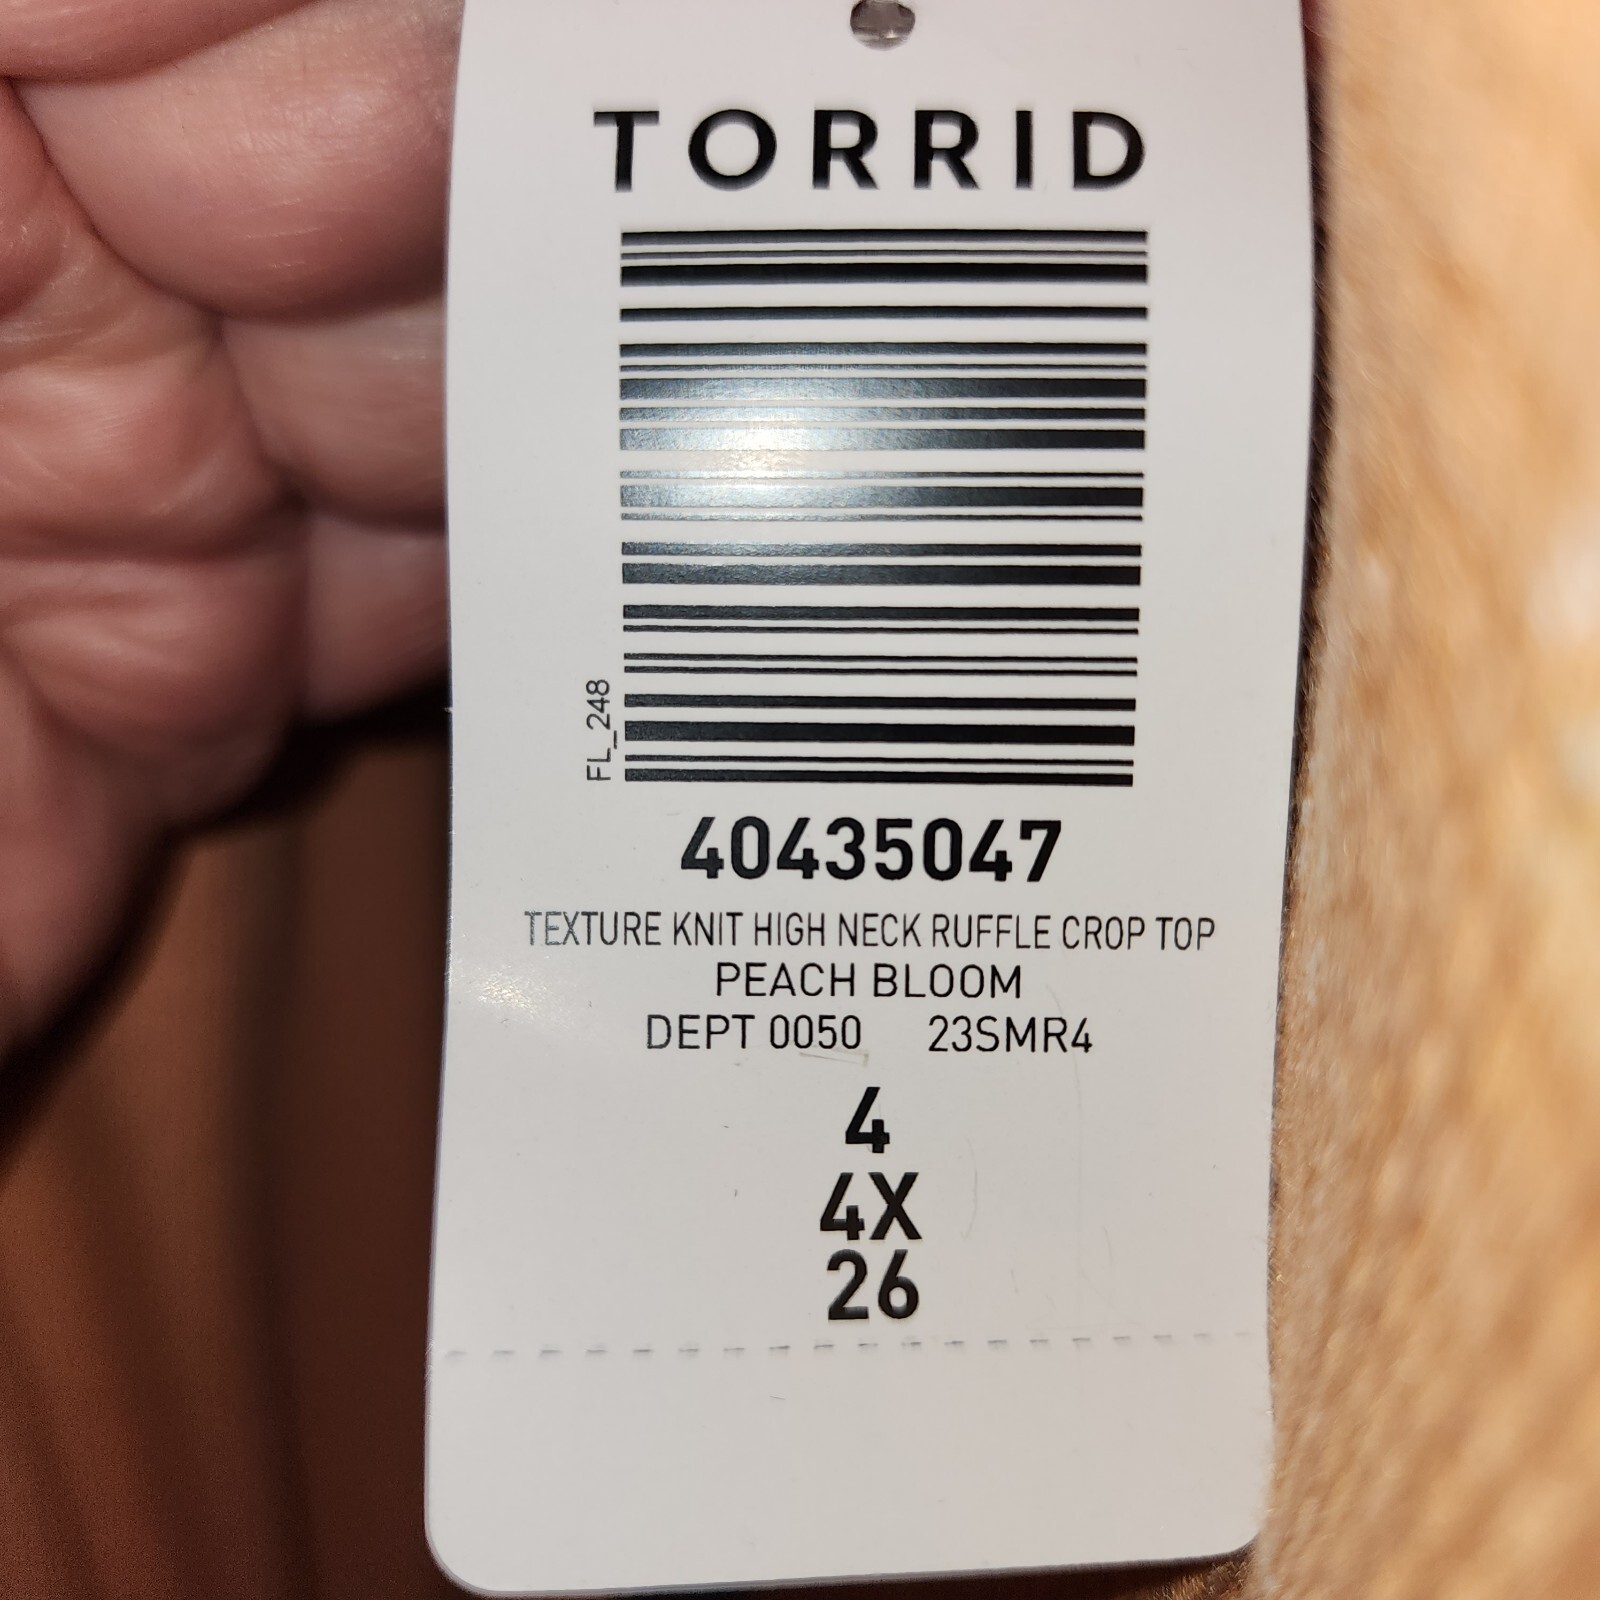 TORRID
FL_248
40435047
TEXTURE KNIT HIGH NECK RUFFLE CROP TOP
PEACH BLOOM
DEPT 0050 23SMR4
4
4X
26